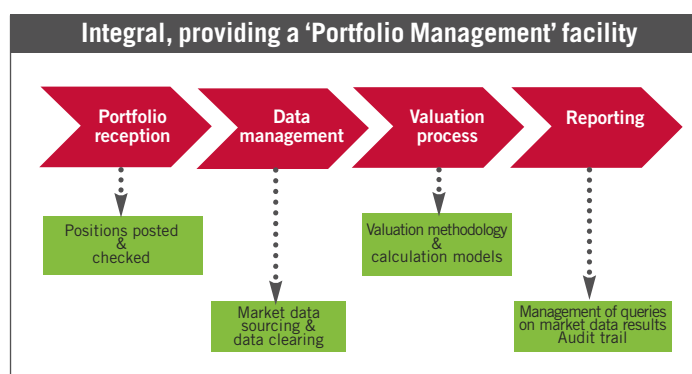 Integral, providing a ‘Portfolio Management’ facility
Portfolio
reception
Data
management
Valuation
process
Reporting
Positions posted
&
checked
Market data
sourcing &
data clearing
Valuation methodology
&
calculation models
Management of queries
on market data results
Audit trail